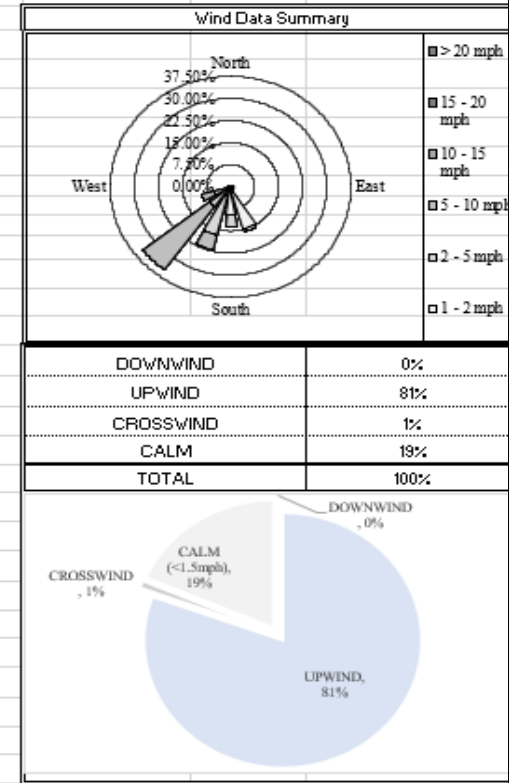 Wind Data Summary
North
37.50%
30.00%
22.50%
15.00%
7.50%
0.00%
West
East
South
> 20 mph
15 - 20
mph
10 - 15
mph
5 - 10 mph
2 - 5 mph
1 - 2 mph
DOWNWIND 0%
UPWIND 81%
CROSSWIND 1%
CALM 19%
TOTAL 100%
DOWNWIND
, 0%
CALM
(<1.5mph),
19%
CROSSWIND
, 1%
UPWIND,
81%